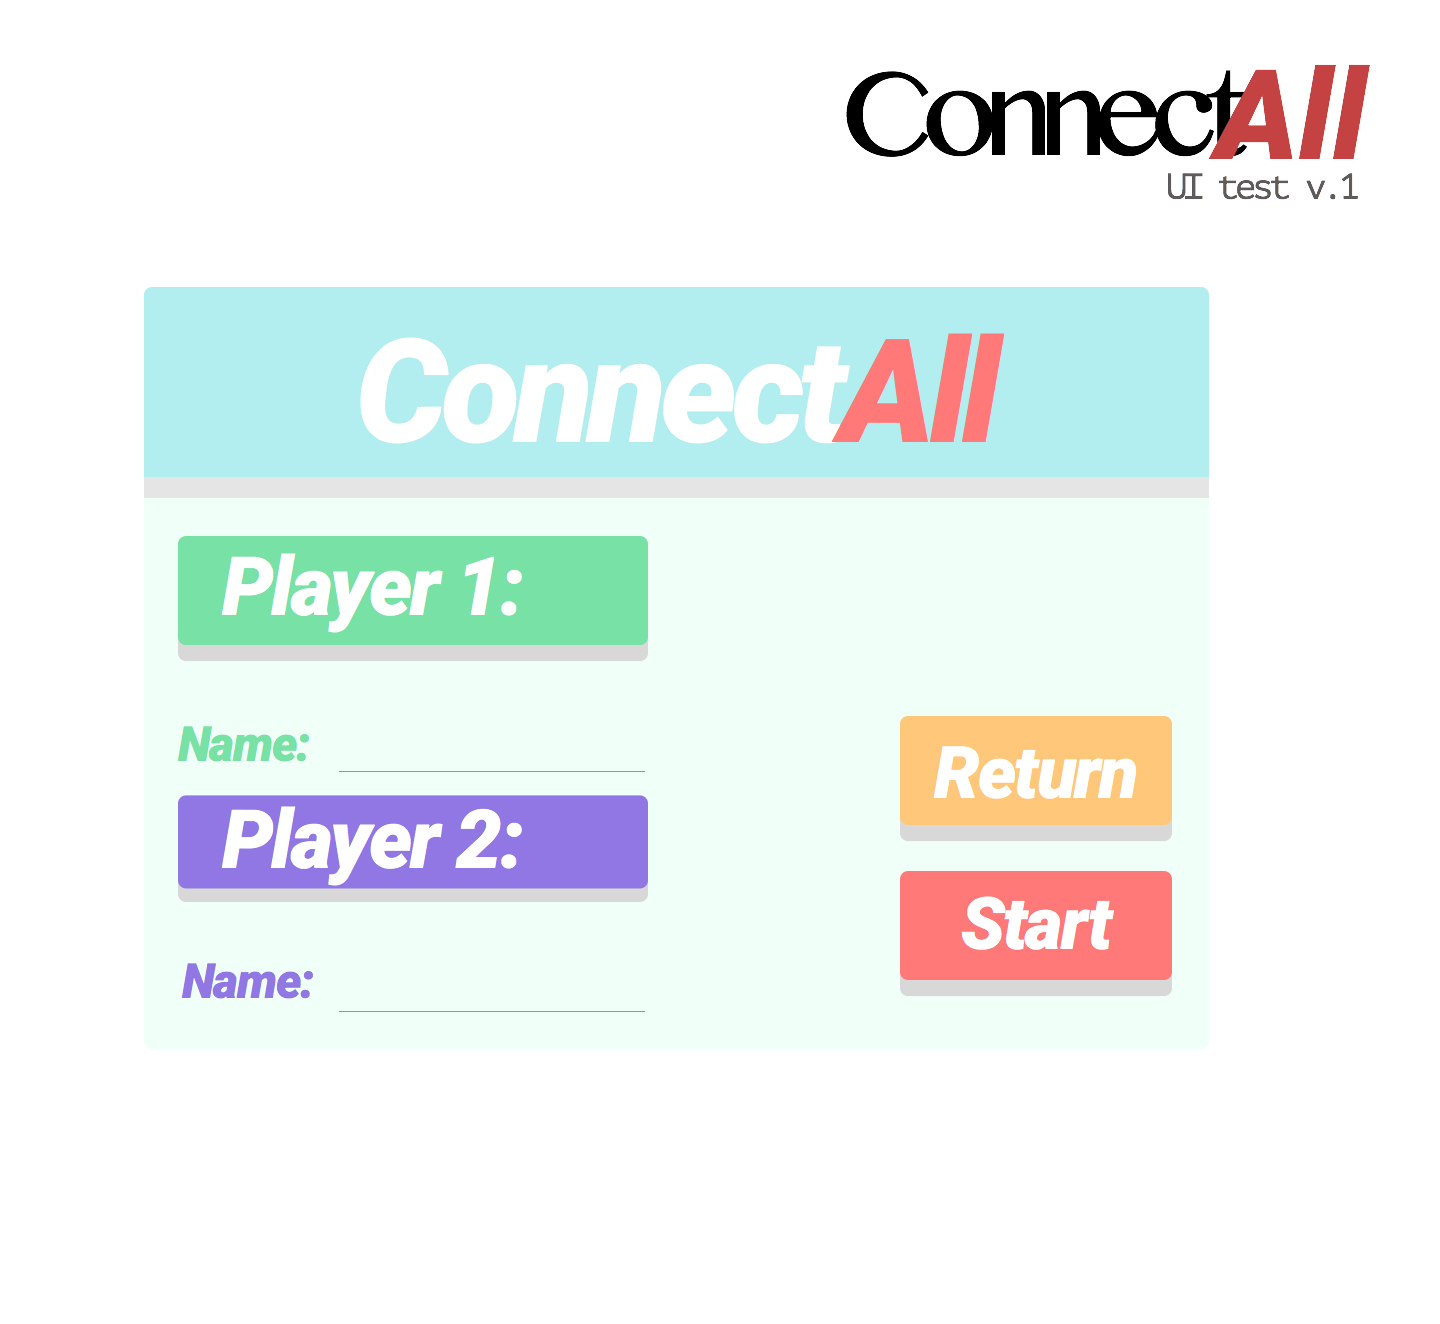 ConnectAll
UI test v.1
ConnectAll
Player 1:
Name:
Player 2:
Name:
Return
Start